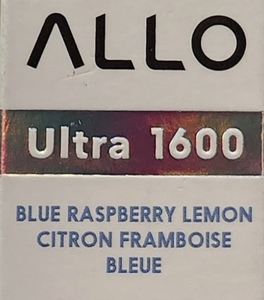 ALLO
Ultra 1600
BLUE RASPBERRY LEMON
CITRON FRAMBOISE
BLEUE